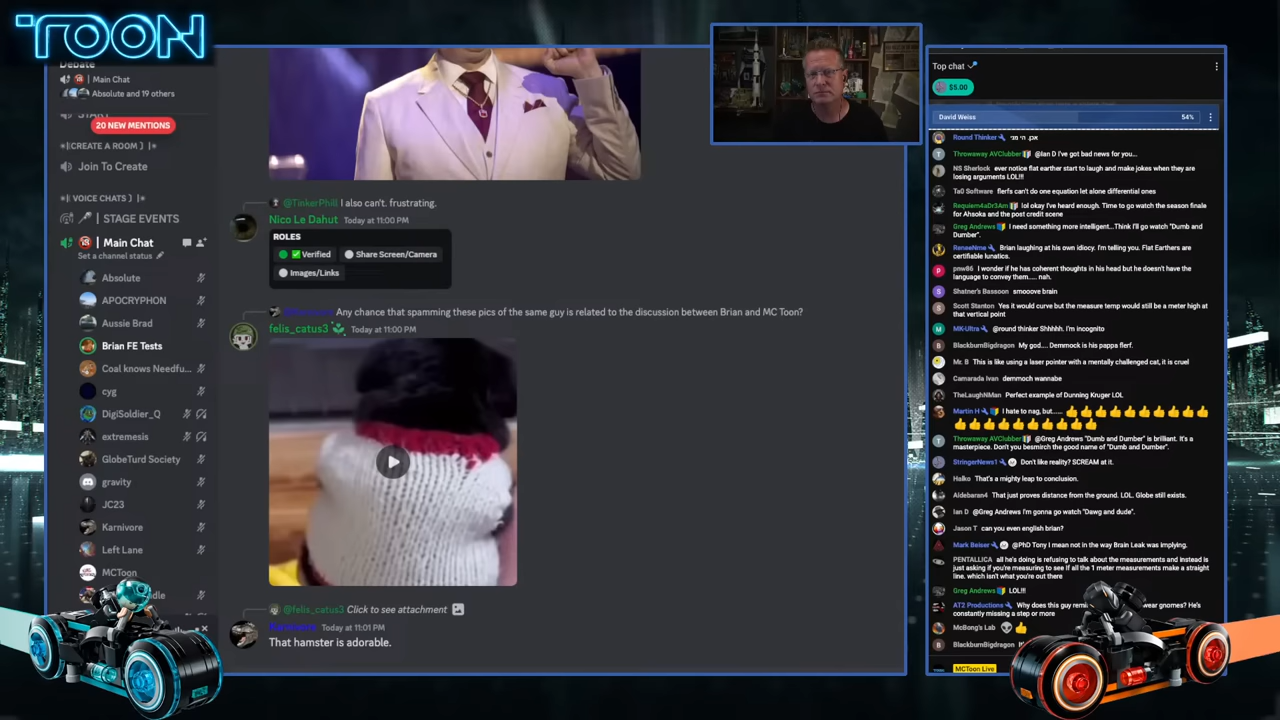 TOON
Debate
Main Chat
Absolute and 19 others
START
20 NEW MENTIONS
CREATE A ROOM
Join To Create
VOICE CHATS
STAGE EVENTS
Main Chat
Set a channel status
Absolute
APOCRYPHON
Aussie Brad
Brian FE Tests
Coal knows Needfu...
cyg
DigiSoldier_Q
extremesis
GlobeTurd Society
gravity
JC23
Karnivore
Left Lane
MCToon
@TinkerPhill I also can't. frustrating.
Nico Le Dahut Today at 11:00 PM
ROLES
Verified
Share Screen/Camera
Images/Links
Any chance that spamming these pics of the same guy is related to the discussion between Brian and MC Toon?
felis_catus3 Today at 11:00 PM
@felis_catus3 Click to see attachment
Today at 11:01 PM
That hamster is adorable.
Top chat
$5.00
David Weiss 54%
Round Thinker אכן. הי מני
Throwaway AVClubber @Ian D I've got bad news for you...
NS Sherlock ever notice flat earther start to laugh and make jokes when they are
losing arguments LOL!!!
Ta0 Software flerfs can't do one equation let alone differential ones
Requiem4aDr3Am lol okay I've heard enough. Time to go watch the season finale
for Ahsoka and the post credit scene
Greg Andrews I need something more intelligent...Think I'll go watch "Dumb and
Dumber".
ReneeNme Brian laughing at his own idiocy. I'm telling you. Flat Earthers are
certifiable lunatics.
pnw86 I wonder if he has coherent thoughts in his head but he doesn't have the
language to convey them..... nah.
Shatner's Bassoon smooove brain
Scott Stanton Yes it would curve but the measure temp would still be a meter high at
that vertical point
MK-Ultra @round thinker Shhhhh. I'm incognito
BlackburnBigdragon My god.... Demmock is his pappa flerf.
Mr. B This is like using a laser pointer with a mentally challenged cat, it is cruel
Camarada Ivan demmoch wannabe
TheLaughNMan Perfect example of Dunning Kruger LOL
Martin H I hate to nag, but......
Throwaway AVClubber @Greg Andrews "Dumb and Dumber" is brilliant. It's a
masterpiece. Don't you besmirch the good name of "Dumb and Dumber".
StringerNews1 Don't like reality? SCREAM at it.
Halko That's a mighty leap to conclusion.
Aldebaran4 That just proves distance from the ground. LOL. Globe still exists.
Ian D @Greg Andrews I'm gonna go watch "Dawg and dude".
Jason T can you even english brian?
Mark Beleer @PhD Tony I mean not in the way Brain Leak was implying.
PENTALLICA all he's doing is refusing to talk about the measurements and instead is
just asking if you're measuring to see if all the 1 meter measurements make a straight
line. which isn't what you're out there
Greg Andrews LOL!!!
AT2 Productions Why does this guy wear gnomes? He's
constantly missing a step or more
McBong's Lab
BlackburnBigdragon
MCToon Live